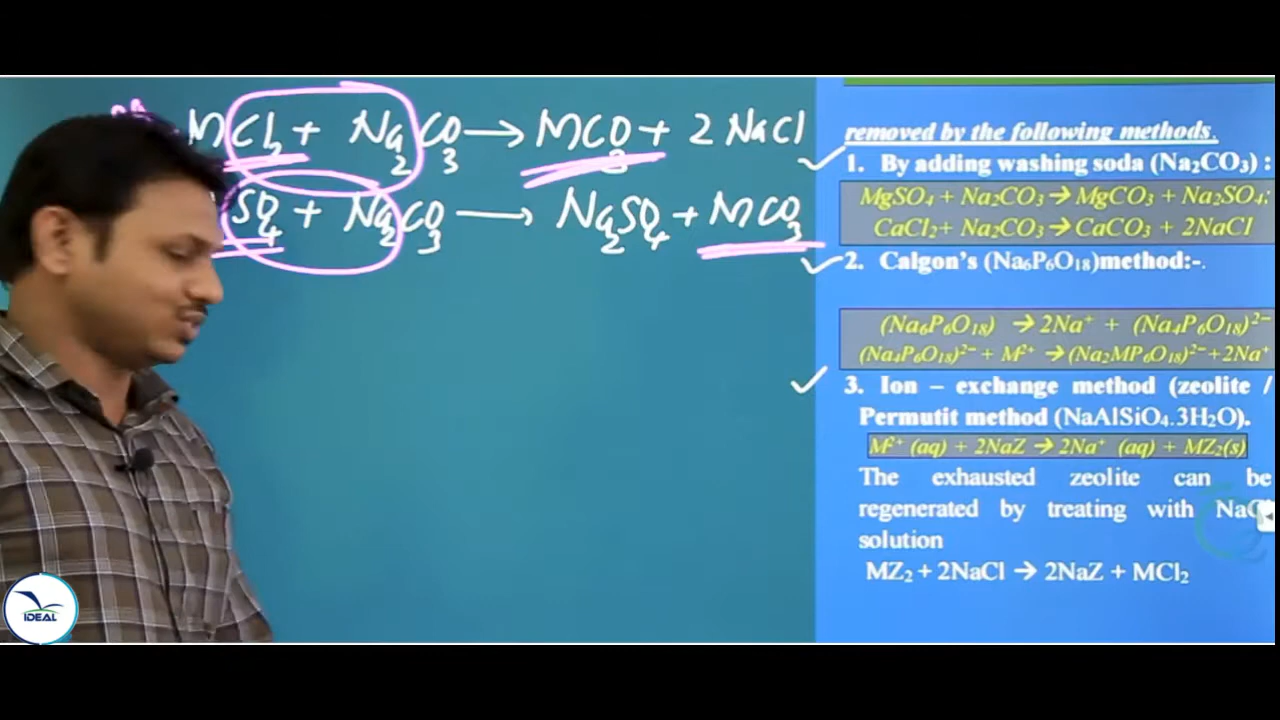 MCl₂ + Na₂CO₃ → MCO₃ + 2NaCl
SO₄ + Na₂CO₃ → Na₂SO₄ + MCO₃
removed by the following methods.
1. By adding washing soda (Na₂CO₃) :
MgSO₄ + Na₂CO₃ → MgCO₃ + Na₂SO₄;
CaCl₂+ Na₂CO₃→ CaCO₃ + 2NaCl
2. Calgon's (Na₆P₆O₁₈)method:-.
(Na₆P₆O₁₈) → 2Na⁺ + (Na₄P₆O₁₈)²⁻
(Na₄P₆O₁₈)²⁻ + M²⁺ → (Na₂MP₆O₁₈)²⁻+2Na⁺
3. Ion – exchange method (zeolite /
Permutit method (NaAlSiO₄.3H₂O).
M²⁺ (aq) + 2NaZ → 2Na⁺ (aq) + MZ₂(s)
The exhausted zeolite can be
regenerated by treating with NaCl
solution
MZ₂ + 2NaCl → 2NaZ + MCl₂
IDEAL